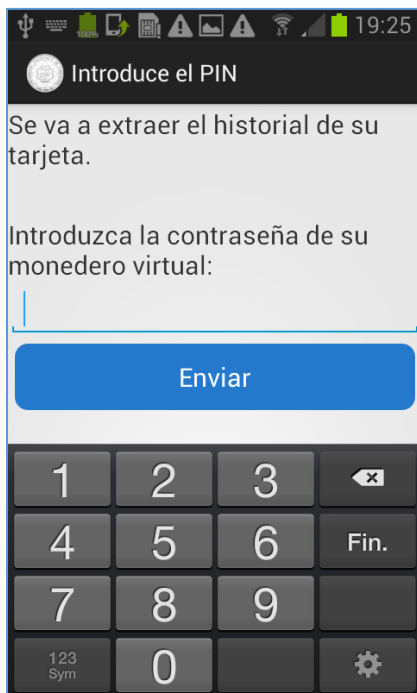 100%
19:25
Introduce el PIN
Se va a extraer el historial de su
tarjeta.
Introduzca la contraseña de su
monedero virtual:
Enviar
1 2 3
4 5 6 Fin.
7 8 9
123
Sym
0